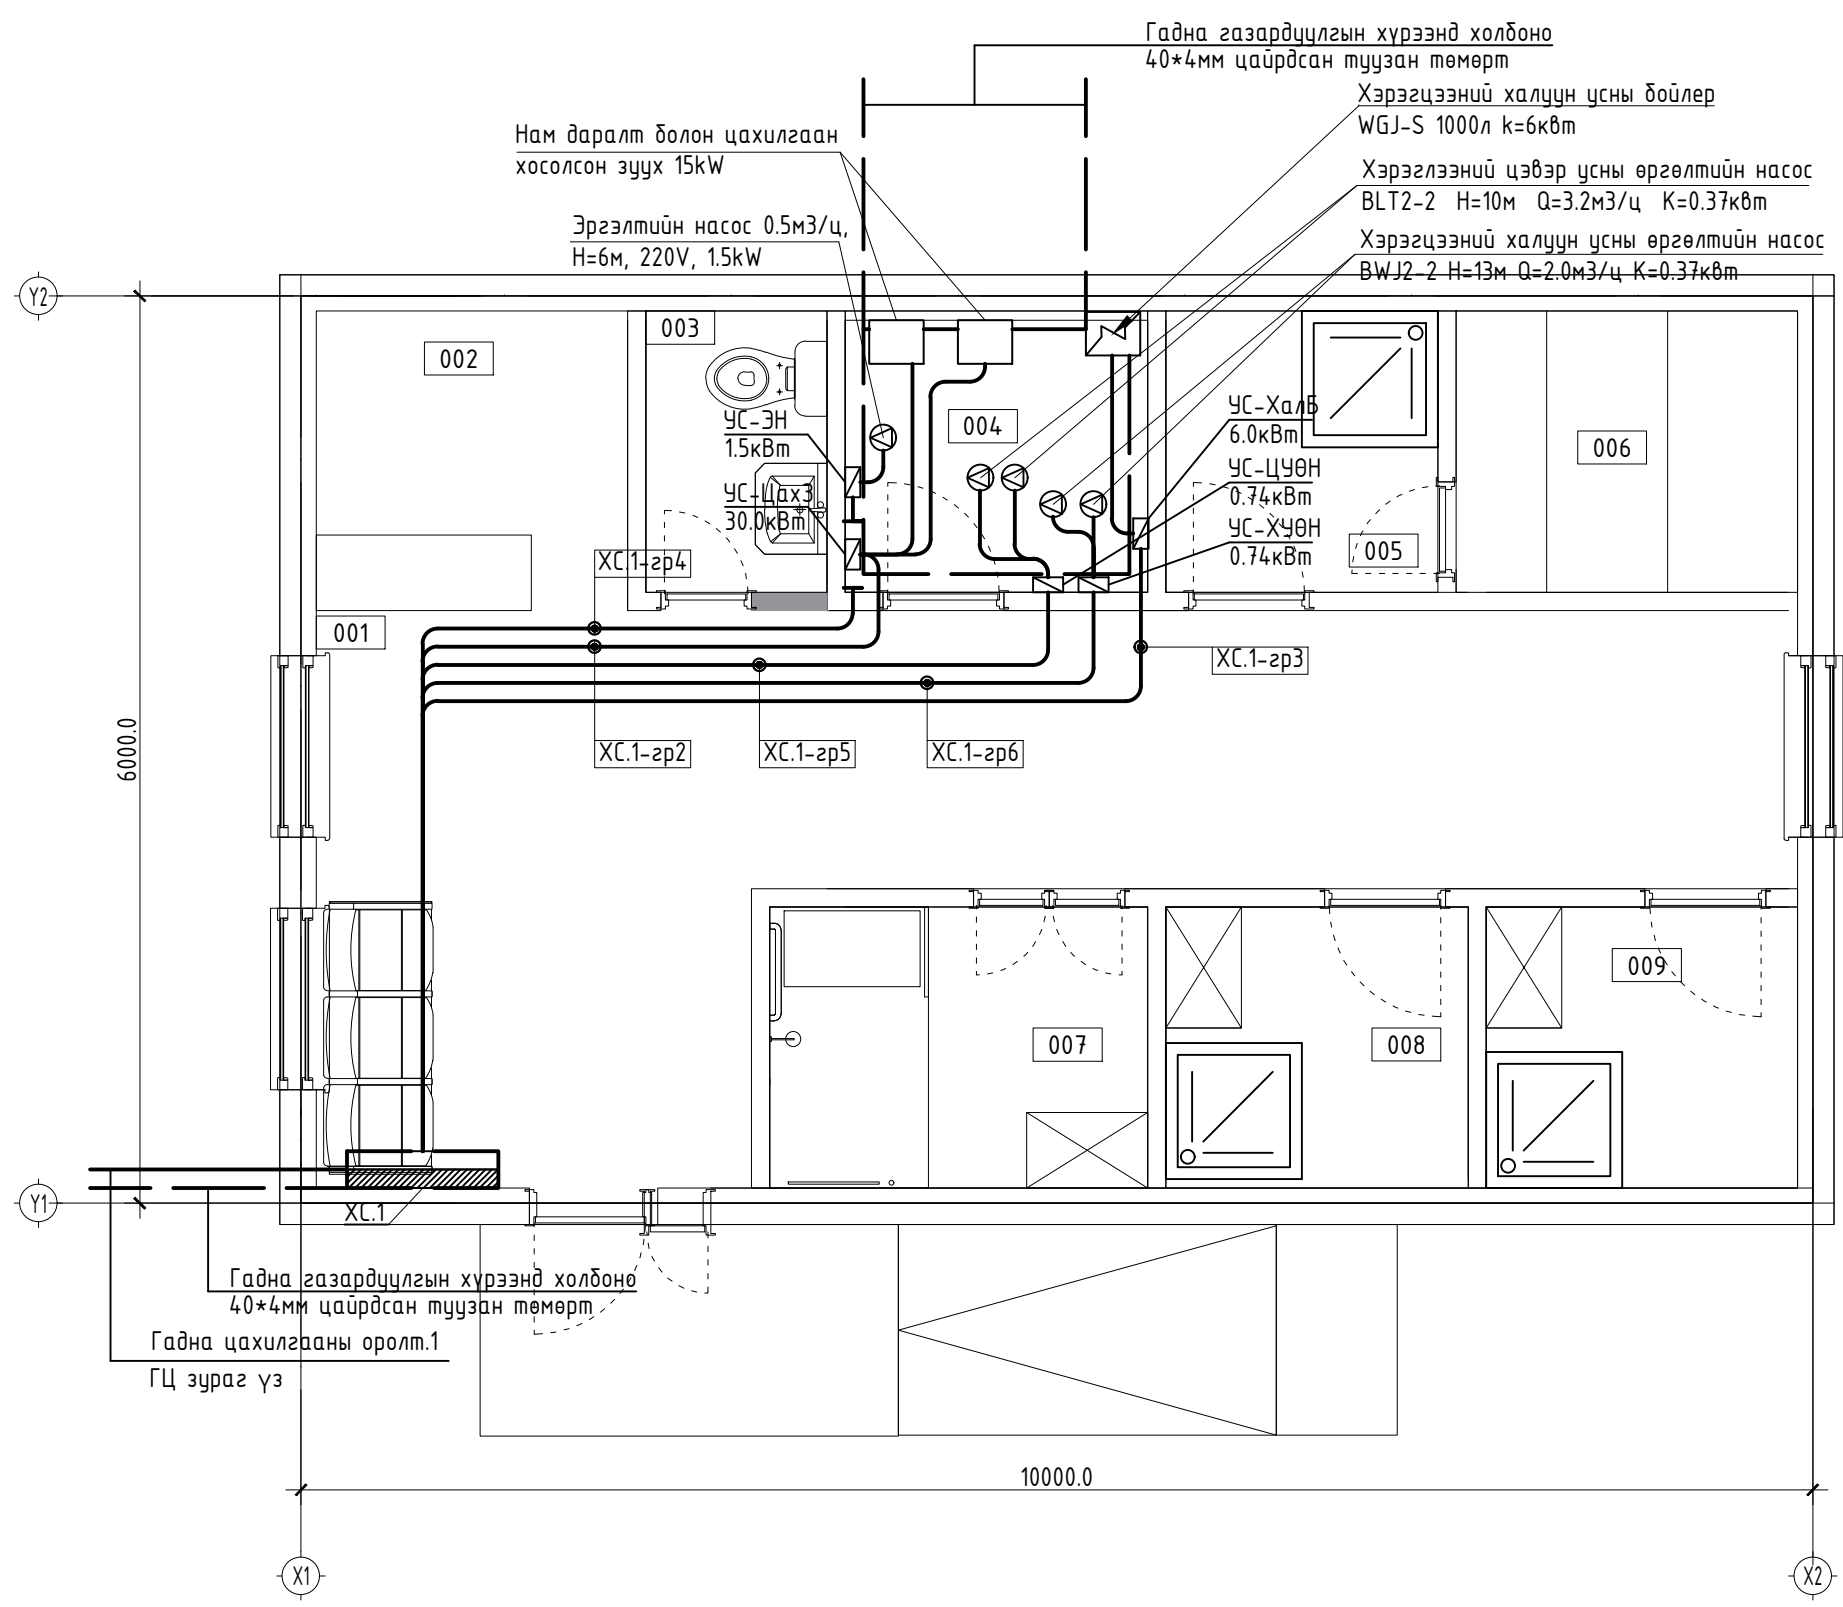 Гадна газардуулгын хүрээнд холбоно
40*4мм цайрдсан туузан төмөрт
Хэрэгцээний халуун усны бойлер
WGJ-S 1000л k=6квт
Нам даралт болон цахилгаан
хосолсон зуух 15kW
Хэрэглээний цэвэр усны өргөлтийн насос
BLT2-2 H=10м Q=3.2м3/ц K=0.37квт
Эргэлтийн насос 0.5м3/ц,
H=6м, 220V, 1.5kW
Хэрэгцээний халуун усны өргөлтийн насос
BWJ2-2 H=13м Q=2.0м3/ц K=0.37квт
Y2
003
002
УС-ЭН
1.5кВт
004
УС-ХалБ
6.0кВт
006
УС-ЦУӨН
0.74кВт
УС-ЦахЗ
30.0кВт
УС-ХУӨН
0.74кВт
005
ХС.1-гр4
001
ХС.1-гр3
6000.0
ХС.1-гр2
ХС.1-гр5
ХС.1-гр6
009
007
008
Y1
ХС.1
Гадна газардуулгын хүрээнд холбоно
40*4мм цайрдсан туузан төмөрт
Гадна цахилгааны оролт.1
ГЦ зураг үз
10000.0
X1
X2